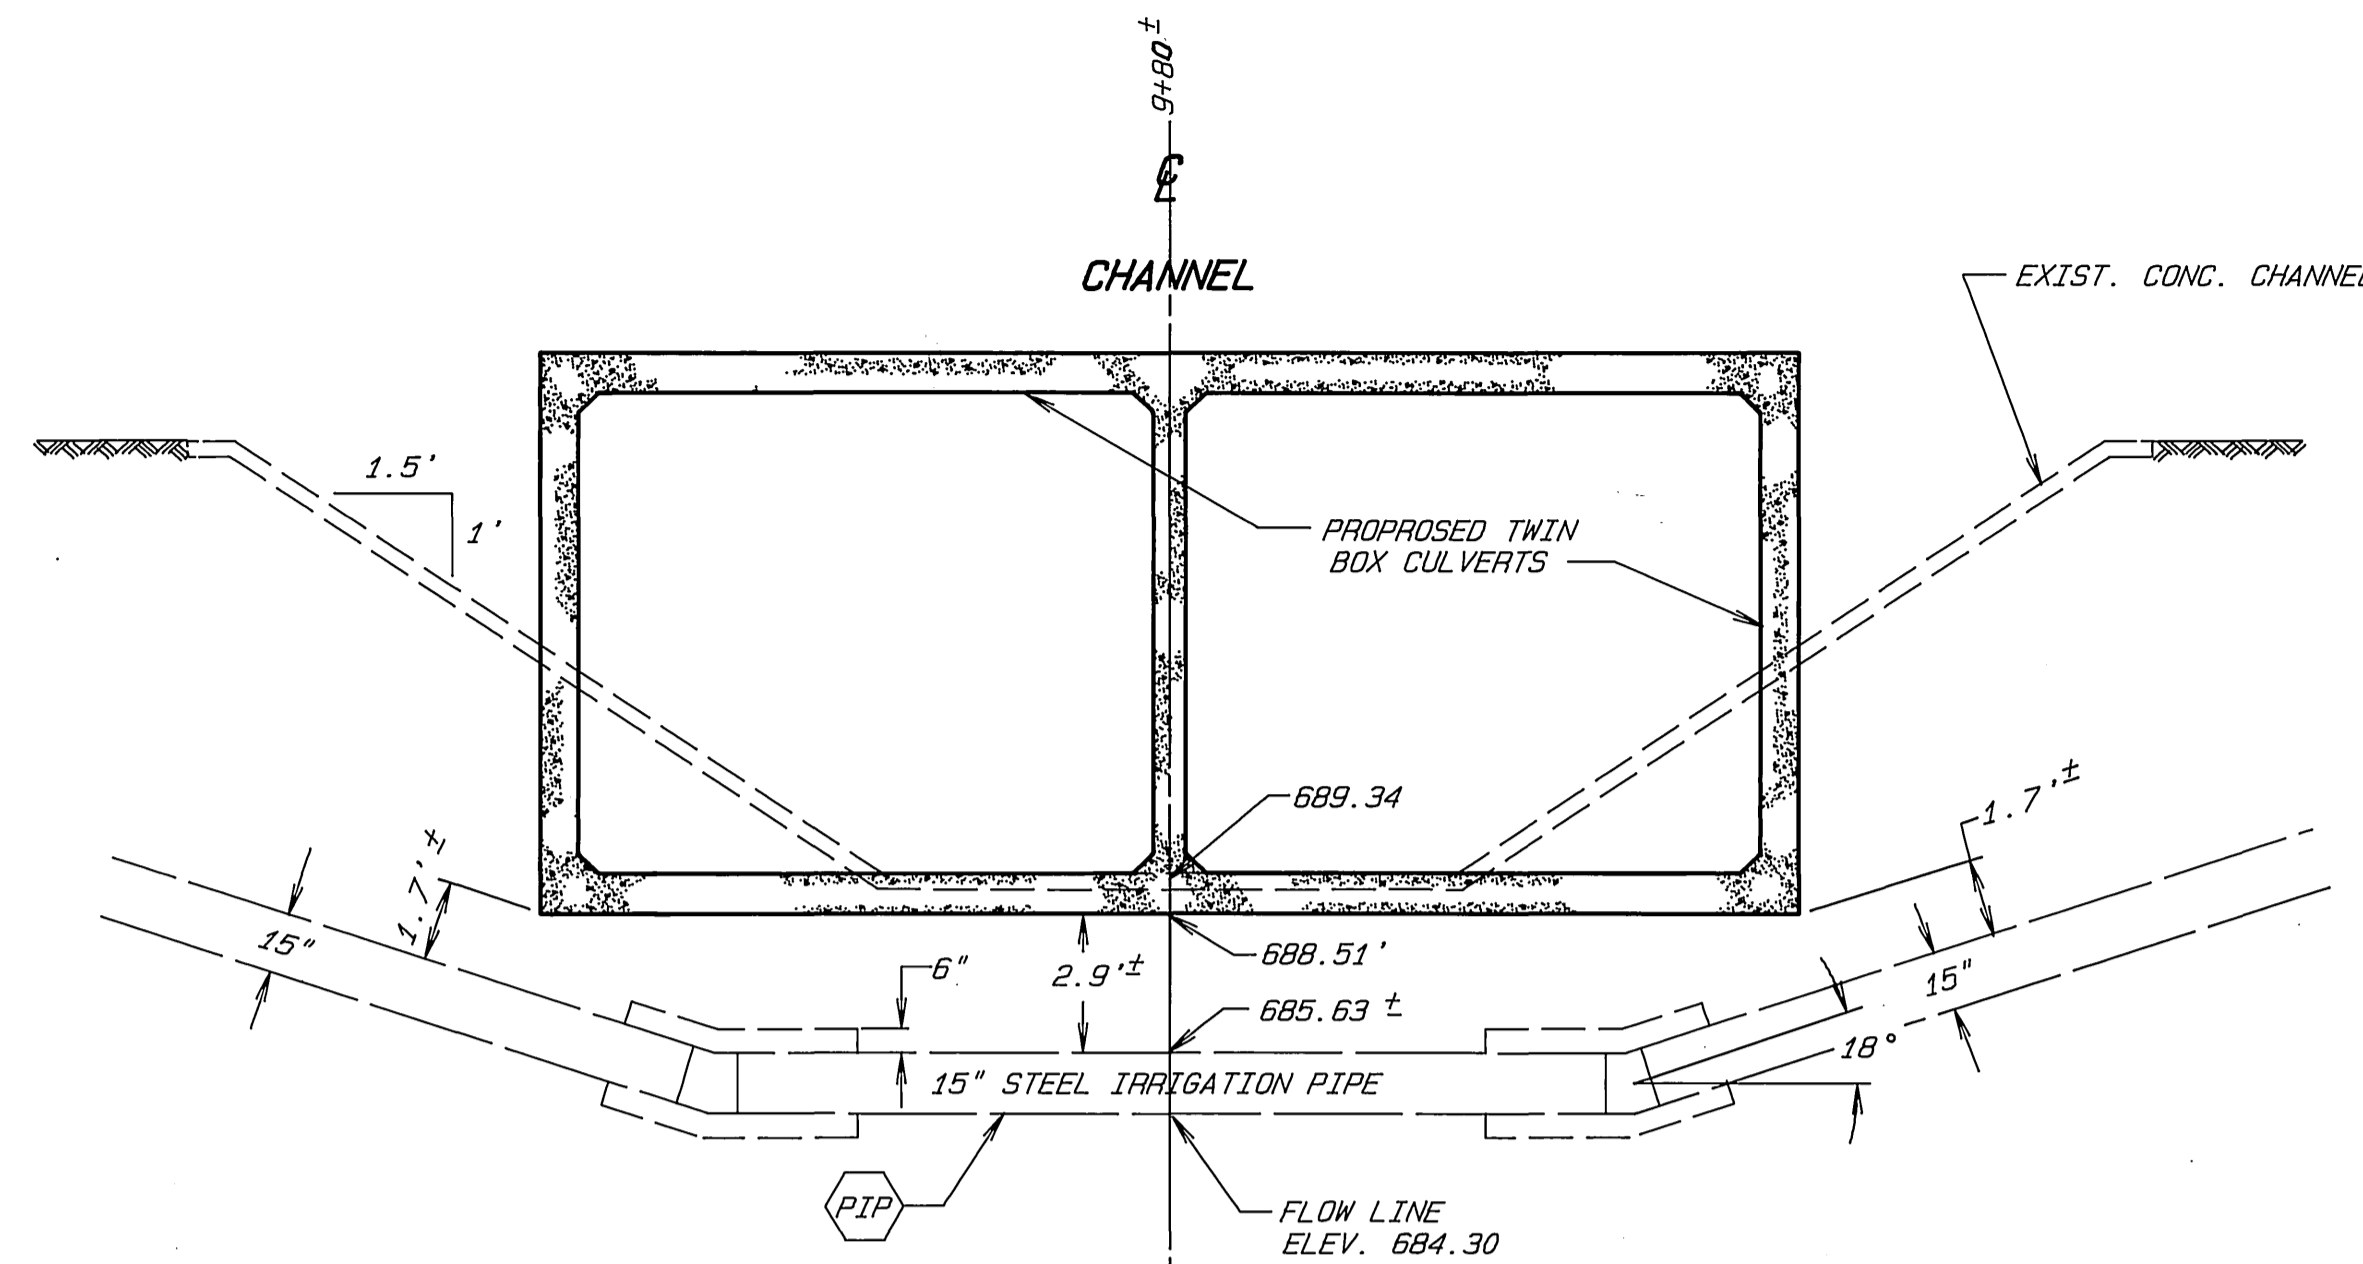 9+80 ±
℄
CHANNEL
EXIST. CONC. CHANNEL
1.5'
1'
PROPROSED TWIN
BOX CULVERTS
689.34
1.7'±
1.7'±
15"
6"
2.9'±
688.51'
685.63 ±
15"
18°
15" STEEL IRRIGATION PIPE
PIP
FLOW LINE
ELEV. 684.30